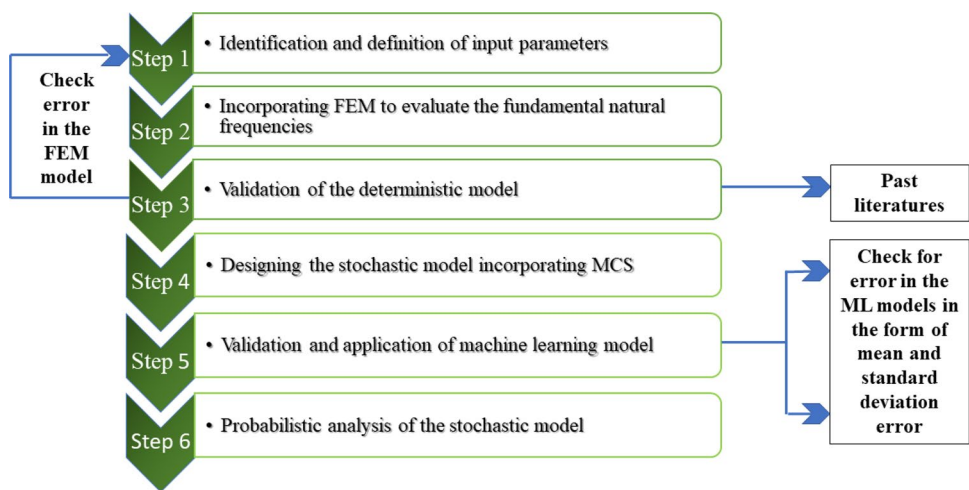 Check
error
in the
FEM
model
Step 1
• Identification and definition of input parameters
Step 2
• Incorporating FEM to evaluate the fundamental natural
frequencies
Step 3
• Validation of the deterministic model
Past
literatures
Step 4
• Designing the stochastic model incorporating MCS
Step 5
• Validation and application of machine learning model
Check for
error in the
ML models in
the form of
mean and
standard
deviation
error
Step 6
• Probabilistic analysis of the stochastic model